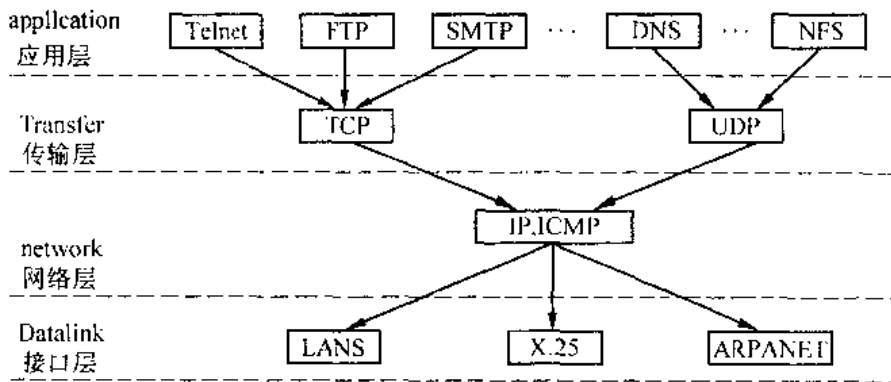 application
应用层
Telnet FTP SMTP ··· DNS ··· NFS
Transfer
传输层
TCP UDP
IP,ICMP
network
网络层
Datalink
接口层
LANS X.25 ARPANET